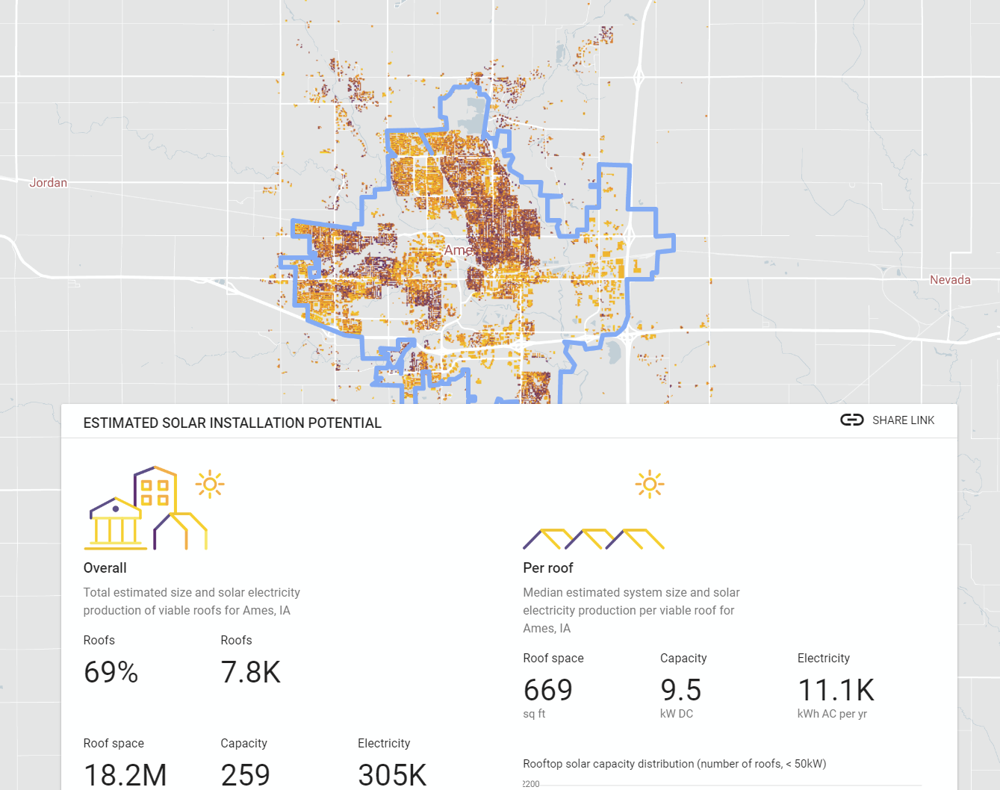 Jordan
Ame
Nevada
ESTIMATED SOLAR INSTALLATION POTENTIAL
SHARE LINK
Overall
Total estimated size and solar electricity
production of viable roofs for Ames, IA
Roofs
Roofs
69%
7.8K
Roof space
Capacity
Electricity
18.2M
259
305K
Per roof
Median estimated system size and solar
electricity production per viable roof for
Ames, IA
Roof space
Capacity
Electricity
669
9.5
11.1K
sq ft
kW DC
kWh AC per yr
Rooftop solar capacity distribution (number of roofs, < 50kW)
2200